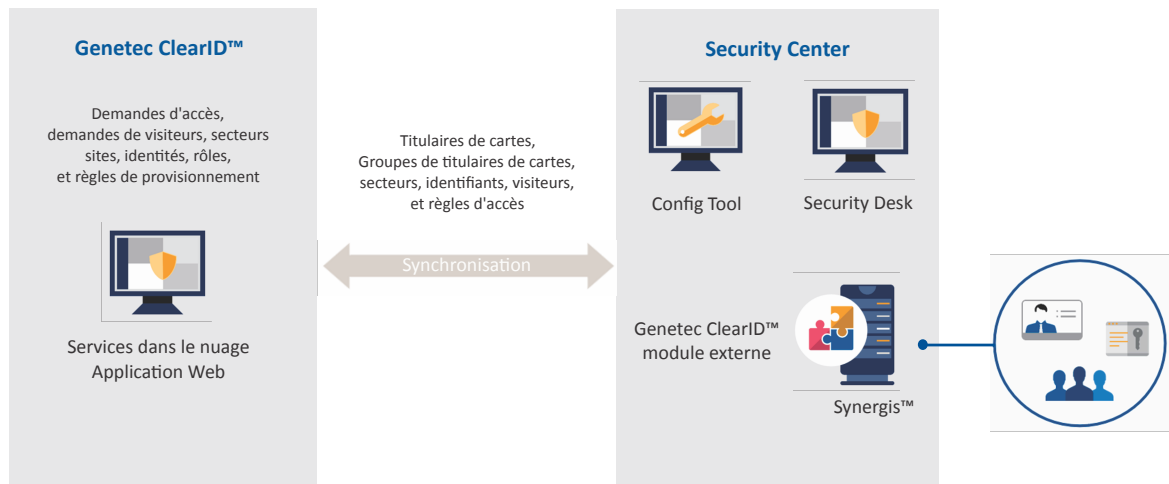 Genetec ClearID™
Demandes d'accès,
demandes de visiteurs, secteurs
sites, identités, rôles,
et règles de provisionnement
Services dans le nuage
Application Web
Titulaires de cartes,
Groupes de titulaires de cartes,
secteurs, identifiants, visiteurs,
et règles d'accès
Synchronisation
Security Center
Config Tool
Security Desk
Genetec ClearID™
module externe
Synergis™